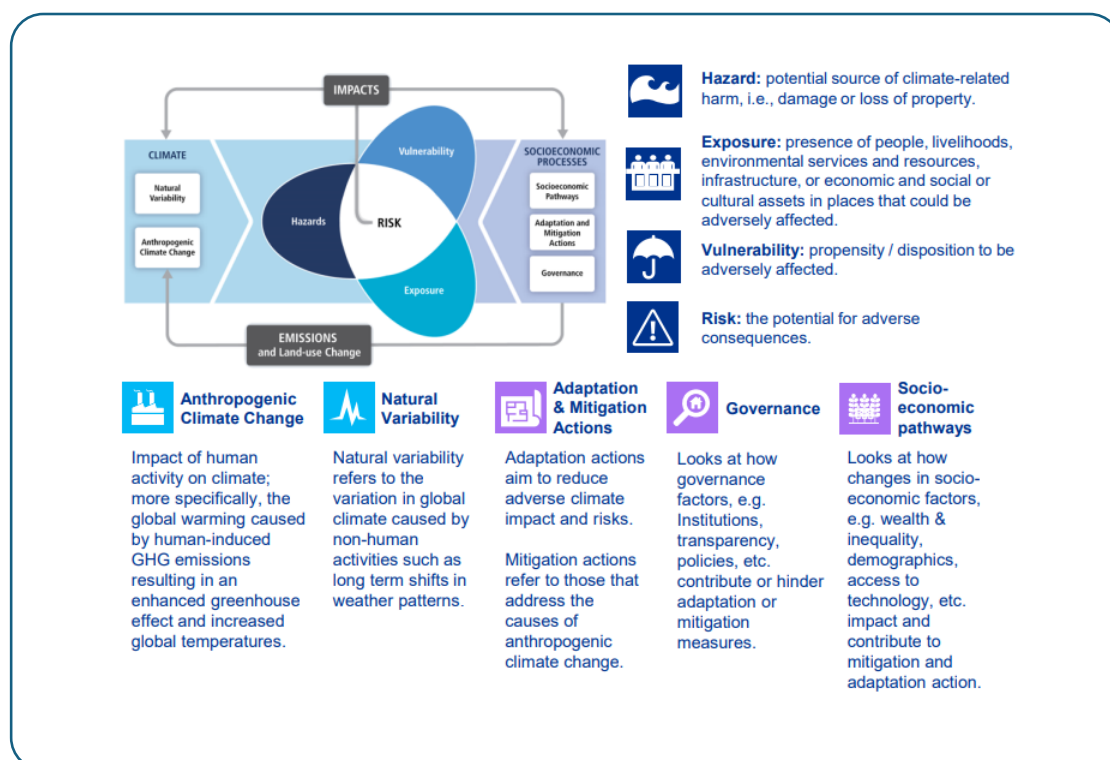 IMPACTS
CLIMATE
Natural
Variability
Anthropogenic
Climate Change
Vulnerability
Hazards
RISK
Exposure
SOCIOECONOMIC
PROCESSES
Socioeconomic
Pathways
Adaptation and
Mitigation
Actions
Governance
EMISSIONS
and Land-use Change
Hazard: potential source of climate-related
harm, i.e., damage or loss of property.
Exposure: presence of people, livelihoods,
environmental services and resources,
infrastructure, or economic and social or
cultural assets in places that could be
adversely affected.
Vulnerability: propensity / disposition to be
adversely affected.
Risk: the potential for adverse
consequences.
Anthropogenic
Climate Change
Impact of human
activity on climate;
more specifically, the
global warming caused
by human-induced
GHG emissions
resulting in an
enhanced greenhouse
effect and increased
global temperatures.
Natural
Variability
Natural variability
refers to the
variation in global
climate caused by
non-human
activities such as
long term shifts in
weather patterns.
Adaptation
& Mitigation
Actions
Adaptation actions
aim to reduce
adverse climate
impact and risks.
Mitigation actions
refer to those that
address the
causes of
anthropogenic
climate change.
Governance
Looks at how
governance
factors, e.g.
Institutions,
transparency,
policies, etc.
contribute or hinder
adaptation or
mitigation
measures.
Socio-
economic
pathways
Looks at how
changes in socio-
economic factors,
e.g. wealth &
inequality,
demographics,
access to
technology, etc.
impact and
contribute to
mitigation and
adaptation action.